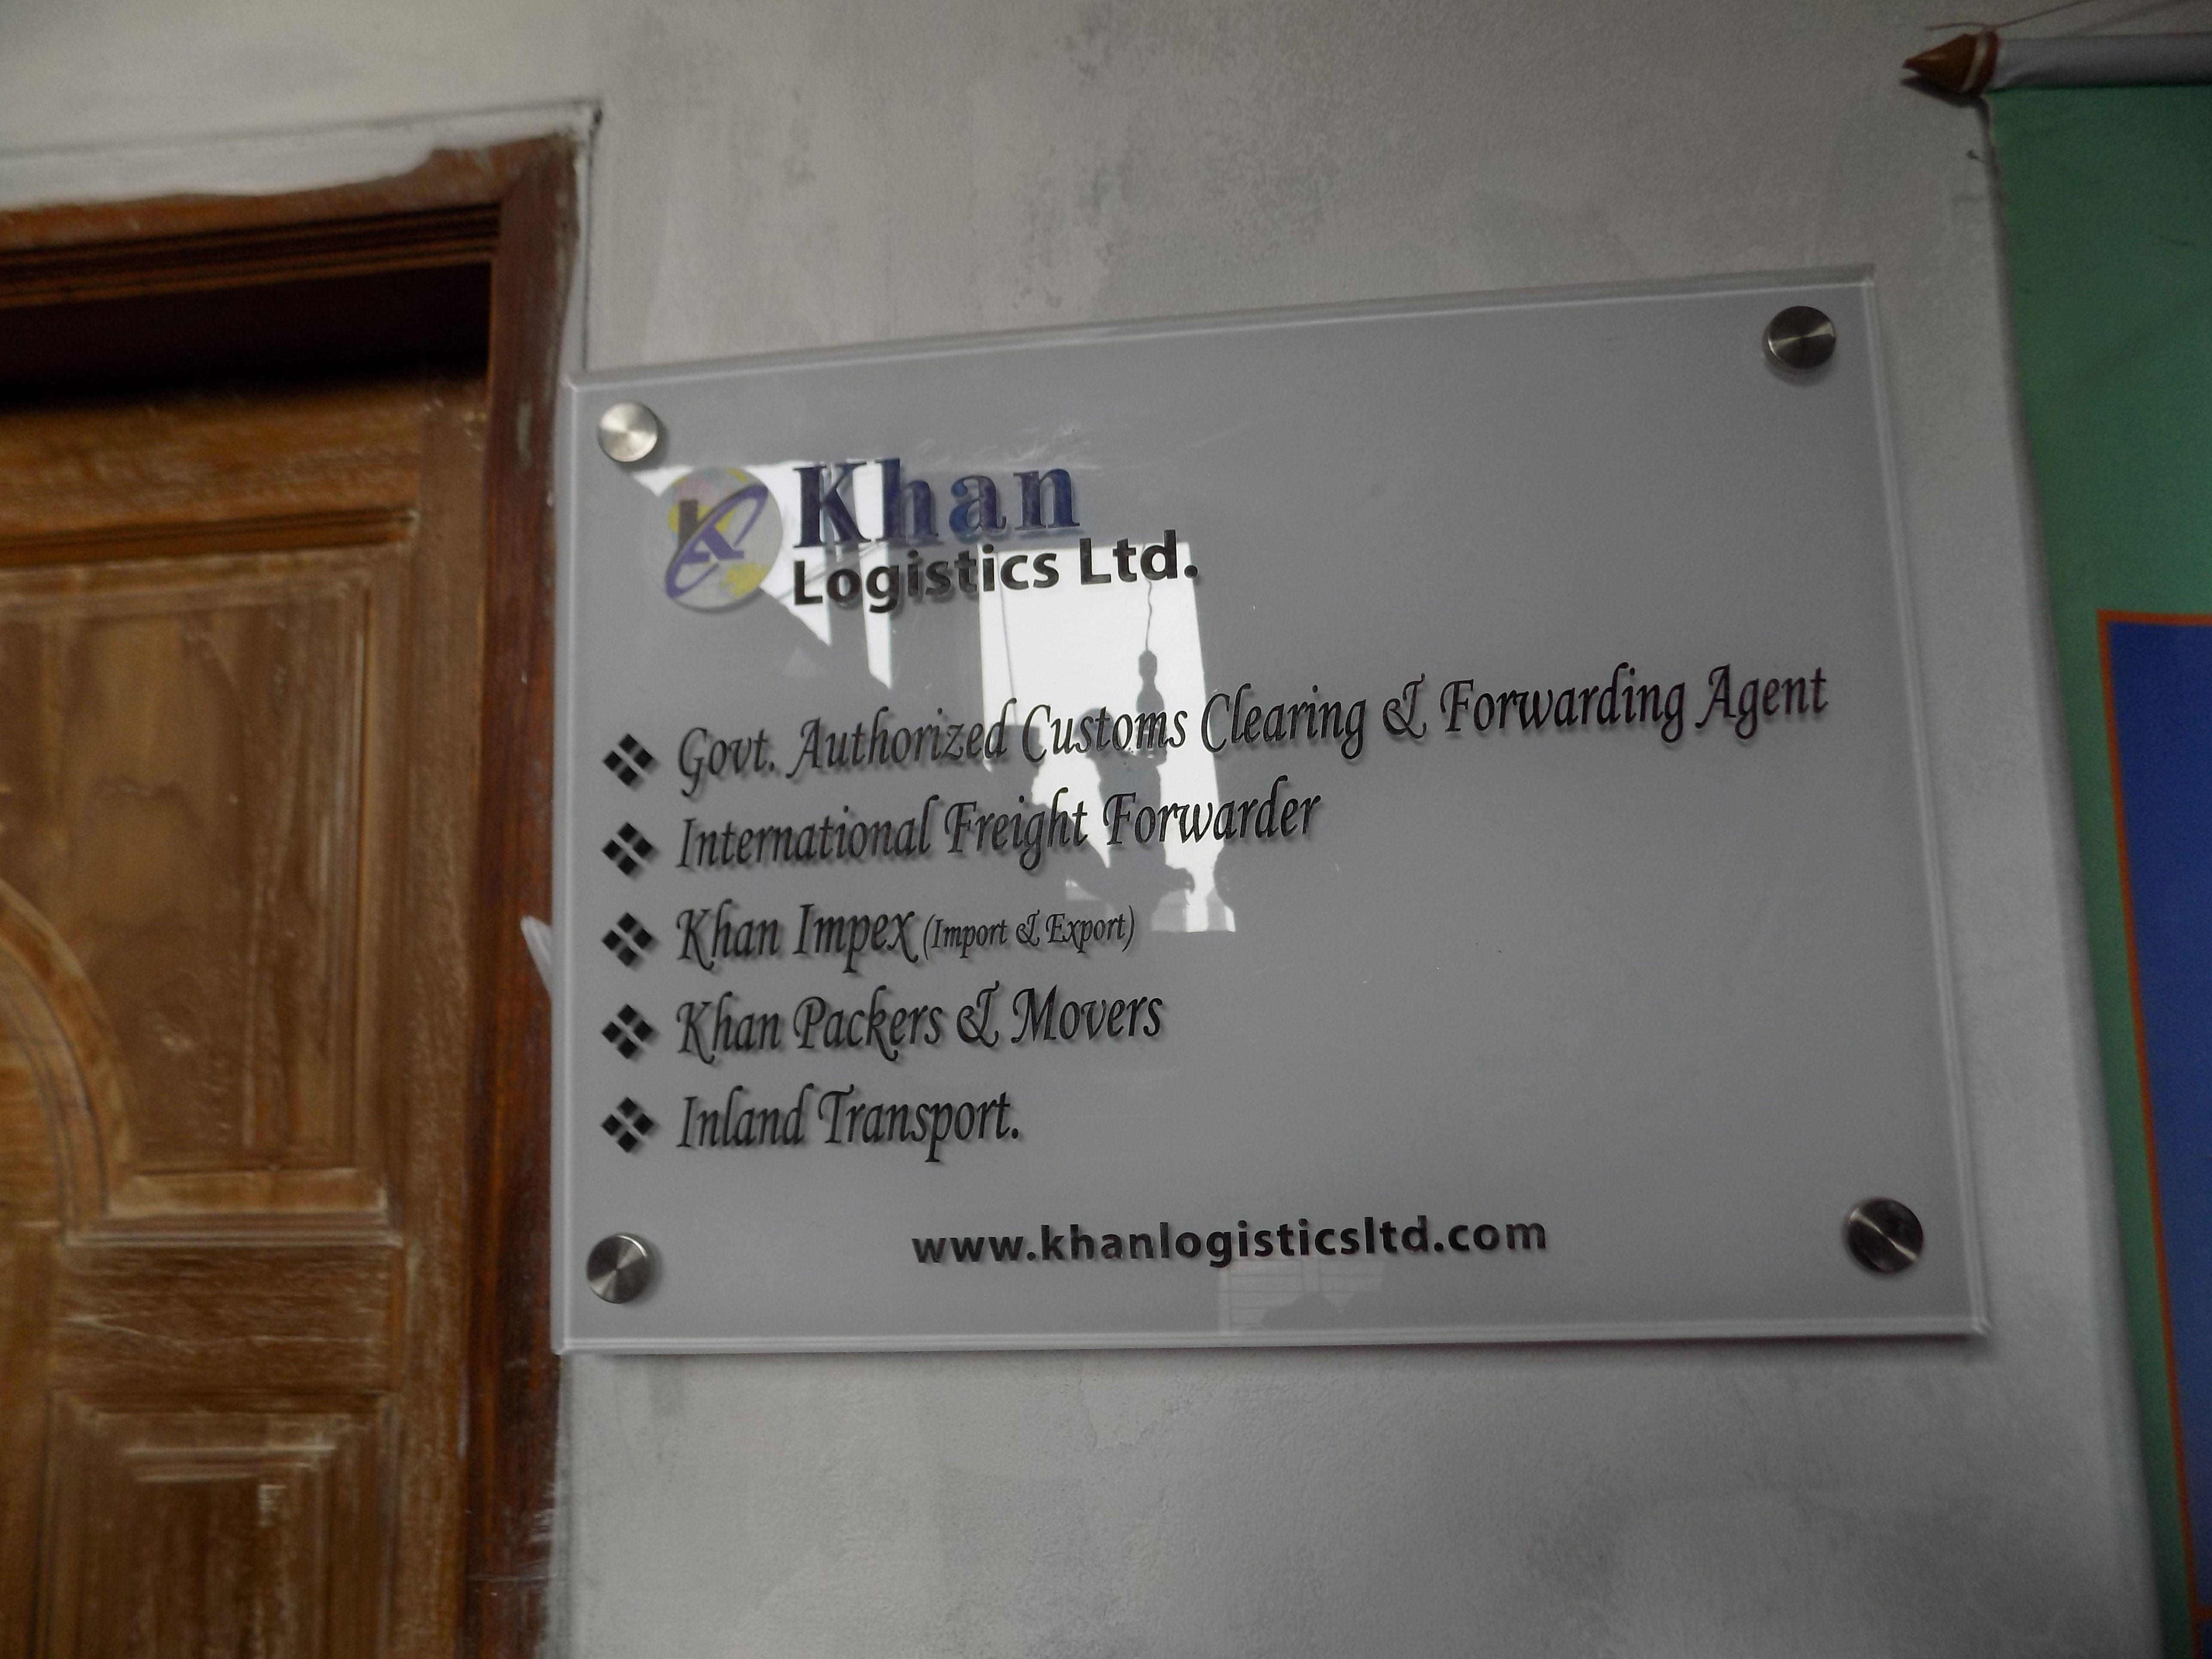 Khan
Logistics Ltd.
❖ Govt. Authorized Customs Clearing & Forwarding Agent
❖ International Freight Forwarder
❖ Khan Impex (Import & Export)
❖ Khan Packers & Movers
❖ Inland Transport.
www.khanlogisticsltd.com